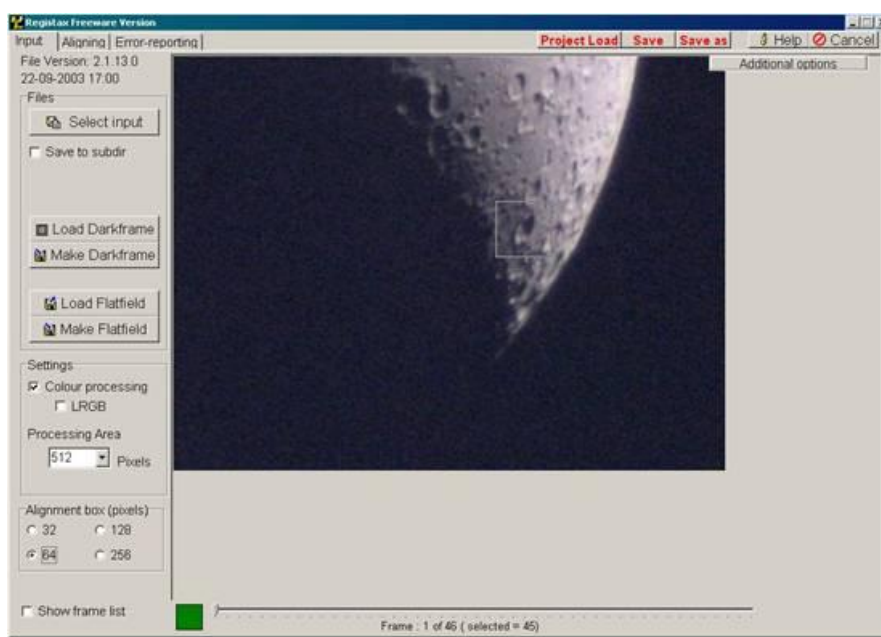 Registax Freeware Version
Input Aligning Error-reporting Project Load Save Save as Help Cancel
File Version: 2.1.13.0 Additional options
22-09-2003 17:00
Files
Select input
Save to subdir
Load Darkframe
Make Darkframe
Load Flatfield
Make Flatfield
Settings
Colour processing
LRGB
Processing Area
512 Pixels
Alignment box (pixels)
32 128
64 256
Show frame list
Frame : 1 of 46 ( selected = 45)